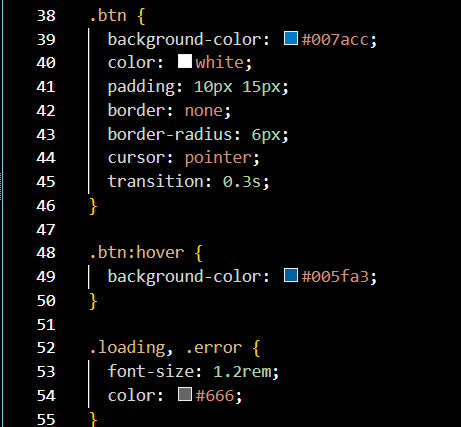 38 .btn {
39 background-color: #007acc;
40 color: white;
41 padding: 10px 15px;
42 border: none;
43 border-radius: 6px;
44 cursor: pointer;
45 transition: 0.3s;
46 }
47
48 .btn:hover {
49 background-color: #005fa3;
50 }
51
52 .loading, .error {
53 font-size: 1.2rem;
54 color: #666;
55 }